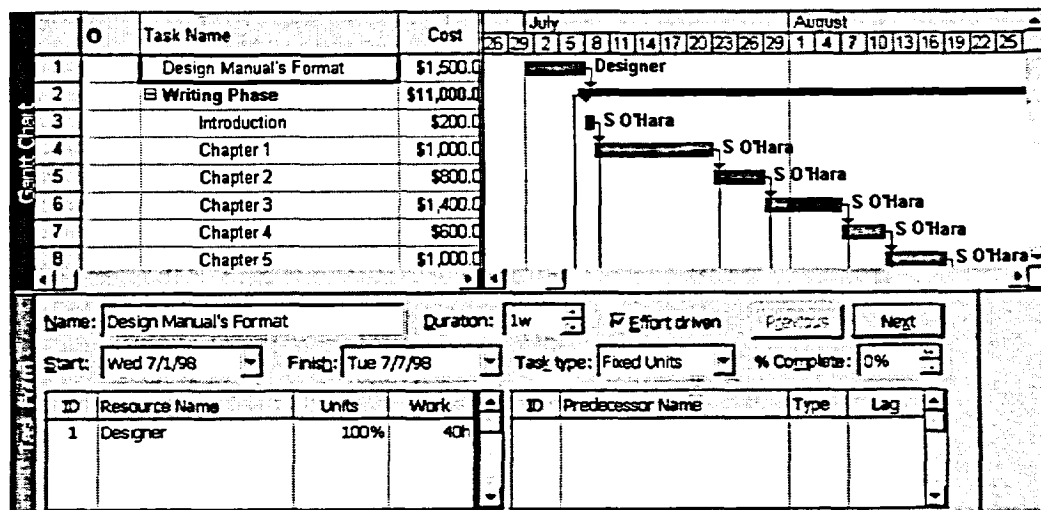 July August
Task Name Cost 26 29 2 5 8 11 14 17 20 23 26 29 1 4 7 10 13 16 19 22 25
1 Design Manual's Format $1,500.0 Designer
2 Writing Phase $11,000.0
3 Introduction $200.0 S O'Hara
4 Chapter 1 $1,000.0 S O'Hara
5 Chapter 2 $800.0 S O'Hara
6 Chapter 3 $1,400.0 S O'Hara
7 Chapter 4 $600.0 S O'Hara
8 Chapter 5 $1,000.0 S O'Hara
Gantt Chart
Name: Design Manual's Format Duration: 1w Effort driven Previous Next
Start: Wed 7/1/98 Finish: Tue 7/7/98 Task type: Fixed Units % Complete: 0%
ID Resource Name Units Work ID Predecessor Name Type Lag
1 Designer 100% 40h